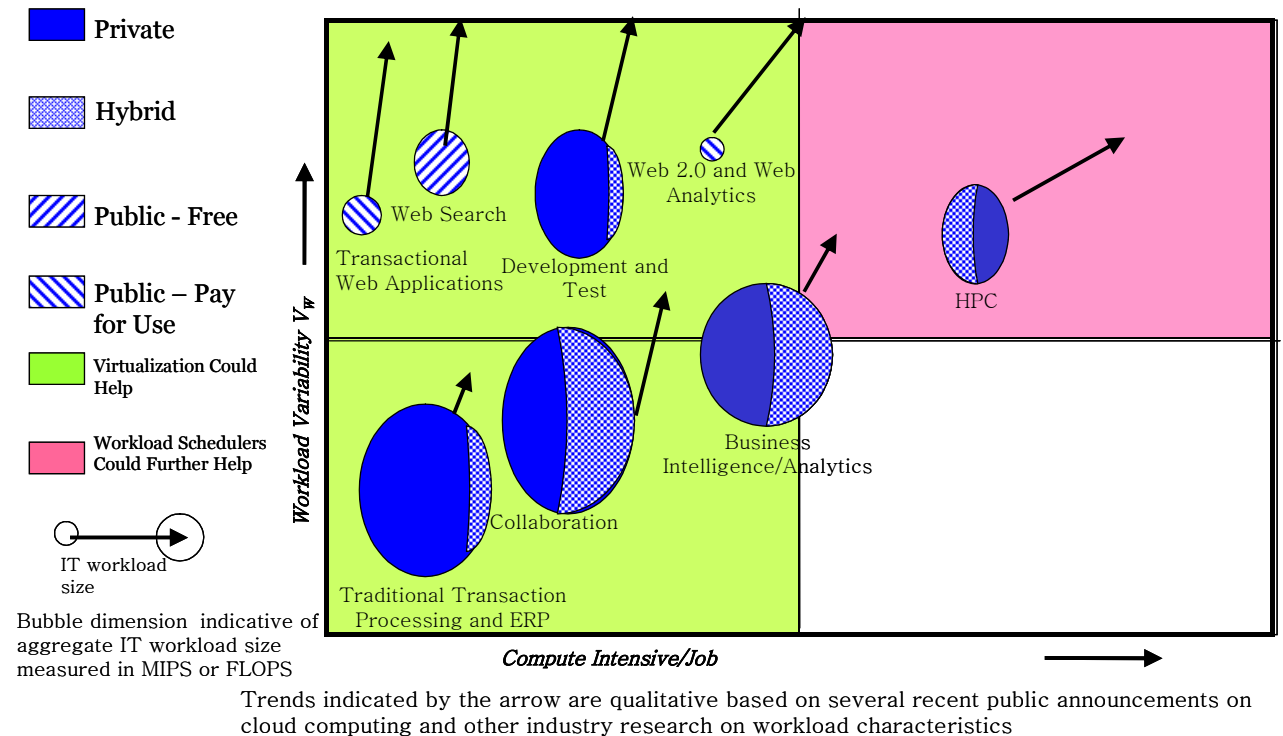 Private
Hybrid
Public - Free
Public – Pay
for Use
Virtualization Could
Help
Workload Schedulers
Could Further Help
IT workload
size
Bubble dimension indicative of
aggregate IT workload size
measured in MIPS or FLOPS
Workload Variability Vw
Web Search
Transactional
Web Applications
Development and
Test
Web 2.0 and Web
Analytics
HPC
Business
Intelligence/Analytics
Collaboration
Traditional Transaction
Processing and ERP
Compute Intensive/Job
Trends indicated by the arrow are qualitative based on several recent public announcements on
cloud computing and other industry research on workload characteristics